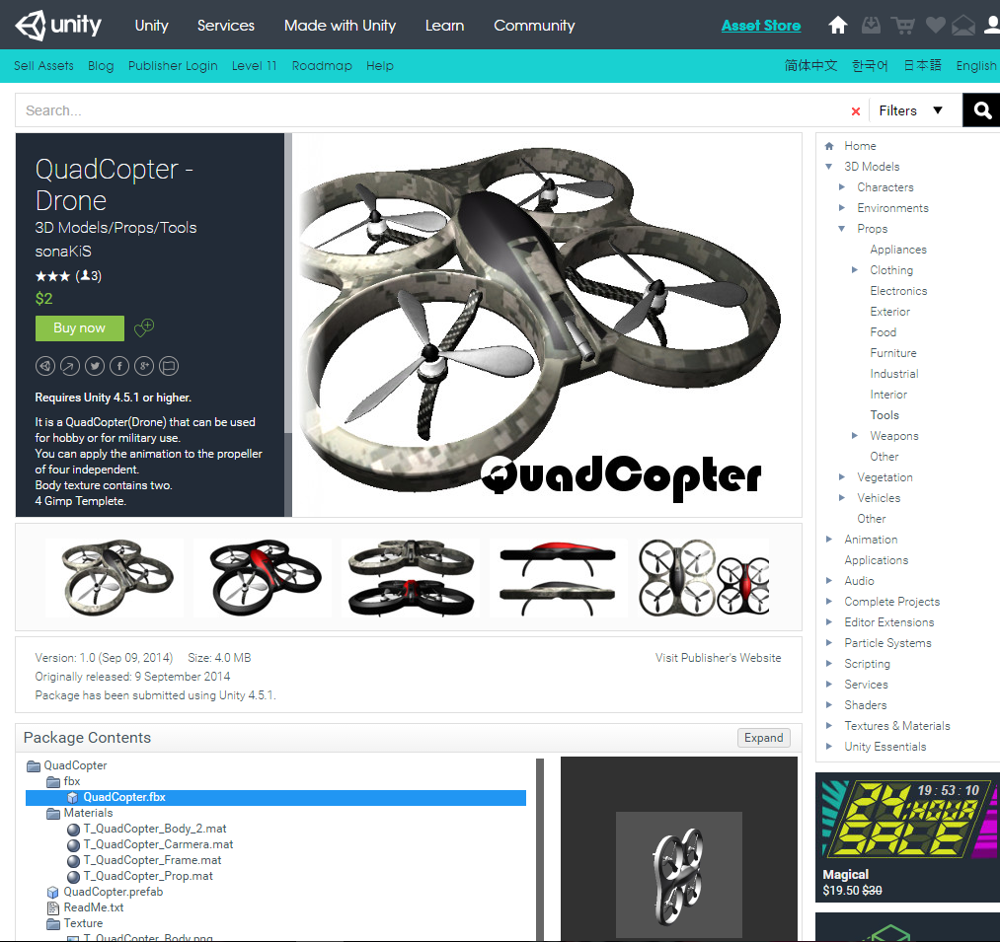 unity
Unity Services Made with Unity Learn Community Asset Store
Sell Assets Blog Publisher Login Level 11 Roadmap Help 简体中文 한국어 日本語 English
Search... × Filters
QuadCopter -
Drone
3D Models/Props/Tools
sonaKiS
★★★ (3)
$2
Buy now
Requires Unity 4.5.1 or higher.
It is a QuadCopter(Drone) that can be used
for hobby or for military use.
You can apply the animation to the propeller
of four independent.
Body texture contains two.
4 Gimp Templete.
QuadCopter
Home
3D Models
Characters
Environments
Props
Appliances
Clothing
Electronics
Exterior
Food
Furniture
Industrial
Interior
Tools
Weapons
Other
Vegetation
Vehicles
Other
Animation
Applications
Audio
Complete Projects
Editor Extensions
Particle Systems
Scripting
Services
Shaders
Textures & Materials
Unity Essentials
Version: 1.0 (Sep 09, 2014) Size: 4.0 MB Visit Publisher's Website
Originally released: 9 September 2014
Package has been submitted using Unity 4.5.1.
Package Contents Expand
QuadCopter
fbx
QuadCopter.fbx
Materials
T_QuadCopter_Body_2.mat
T_QuadCopter_Carmera.mat
T_QuadCopter_Frame.mat
T_QuadCopter_Prop.mat
QuadCopter.prefab
ReadMe.txt
Texture
T_QuadCopter_Body.png
19 : 53 : 10
24 HOUR
SALE
Magical
$19.50 $30